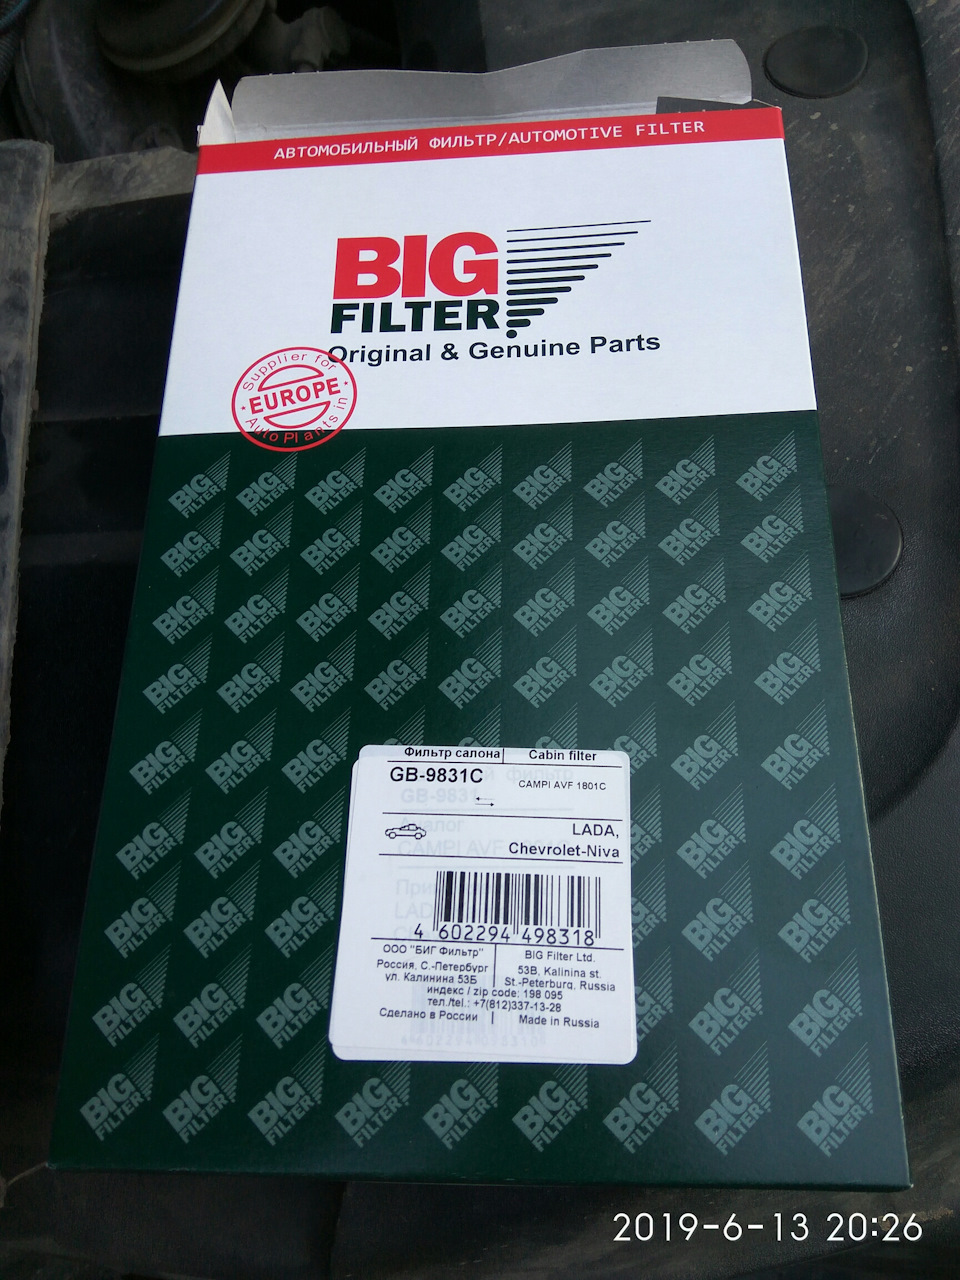 АВТОМОБИЛЬНЫЙ ФИЛЬТР/AUTOMOTIVE FILTER
BIG
FILTER
Original & Genuine Parts
Supplier for
EUROPE
Auto Plants in
Фильтр салона Cabin filter
GB-9831C
CAMPI AVF 1801C
LADA,
Chevrolet-Niva
4 602294 498318
ООО "БИГ Фильтр" BIG Filter Ltd.
Россия, С.-Петербург 53B, Kalinina st.
ул. Калинина 53Б St.-Peterburg, Russia
индекс / zip code: 198 095
тел./tel.: +7(812)337-13-28
Сделано в России Made in Russia
2019-6-13 20:26